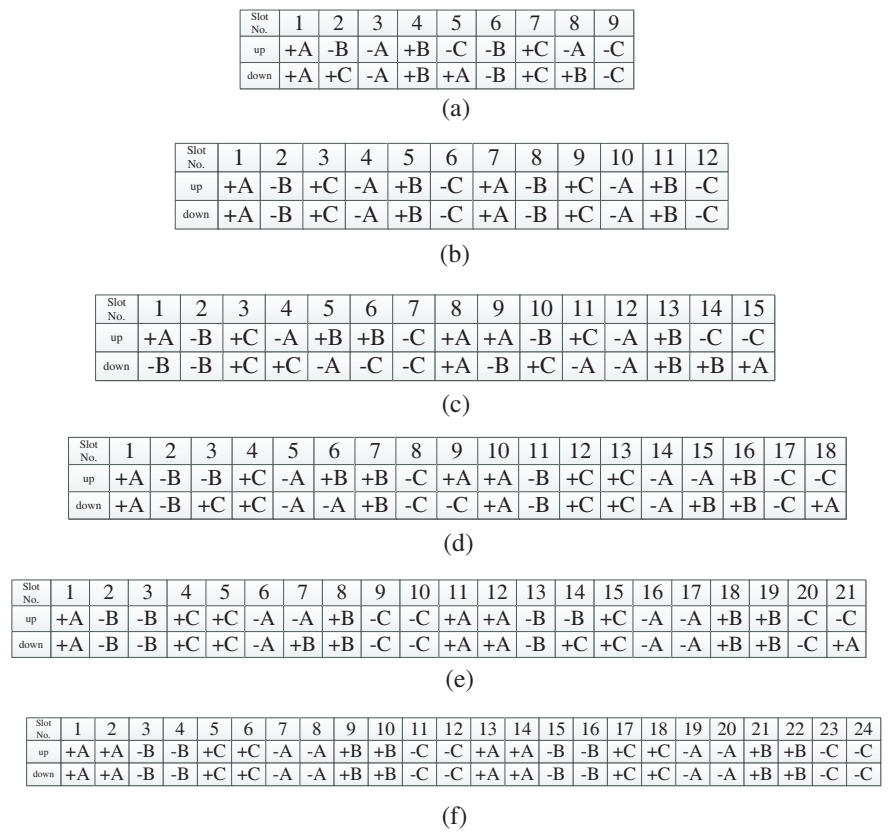 Slot No. 1 2 3 4 5 6 7 8 9
up +A -B -A +B -C -B +C -A -C
down +A +C -A +B +A -B +C +B -C
(a)
Slot No. 1 2 3 4 5 6 7 8 9 10 11 12
up +A -B +C -A +B -C +A -B +C -A +B -C
down +A -B +C -A +B -C +A -B +C -A +B -C
(b)
Slot No. 1 2 3 4 5 6 7 8 9 10 11 12 13 14 15
up +A -B +C -A +B +B -C +A +A -B +C -A +B -C -C
down -B -B +C +C -A -C -C +A -B +C -A -A +B +B +A
(c)
Slot No. 1 2 3 4 5 6 7 8 9 10 11 12 13 14 15 16 17 18
up +A -B -B +C -A +B +B -C +A +A -B +C +C -A -A +B -C -C
down +A -B +C +C -A -A +B -C -C +A -B +C +C -A +B +B -C +A
(d)
Slot No. 1 2 3 4 5 6 7 8 9 10 11 12 13 14 15 16 17 18 19 20 21
up +A -B -B +C +C -A -A +B -C -C +A +A -B -B +C -A -A +B +B -C -C
down +A -B -B +C +C -A +B +B -C -C +A +A -B +C +C -A -A +B +B -C +A
(e)
Slot No. 1 2 3 4 5 6 7 8 9 10 11 12 13 14 15 16 17 18 19 20 21 22 23 24
up +A +A -B -B +C +C -A -A +B +B -C -C +A +A -B -B +C +C -A -A +B +B -C -C
down +A +A -B -B +C +C -A -A +B +B -C -C +A +A -B -B +C +C -A -A +B +B -C -C
(f)